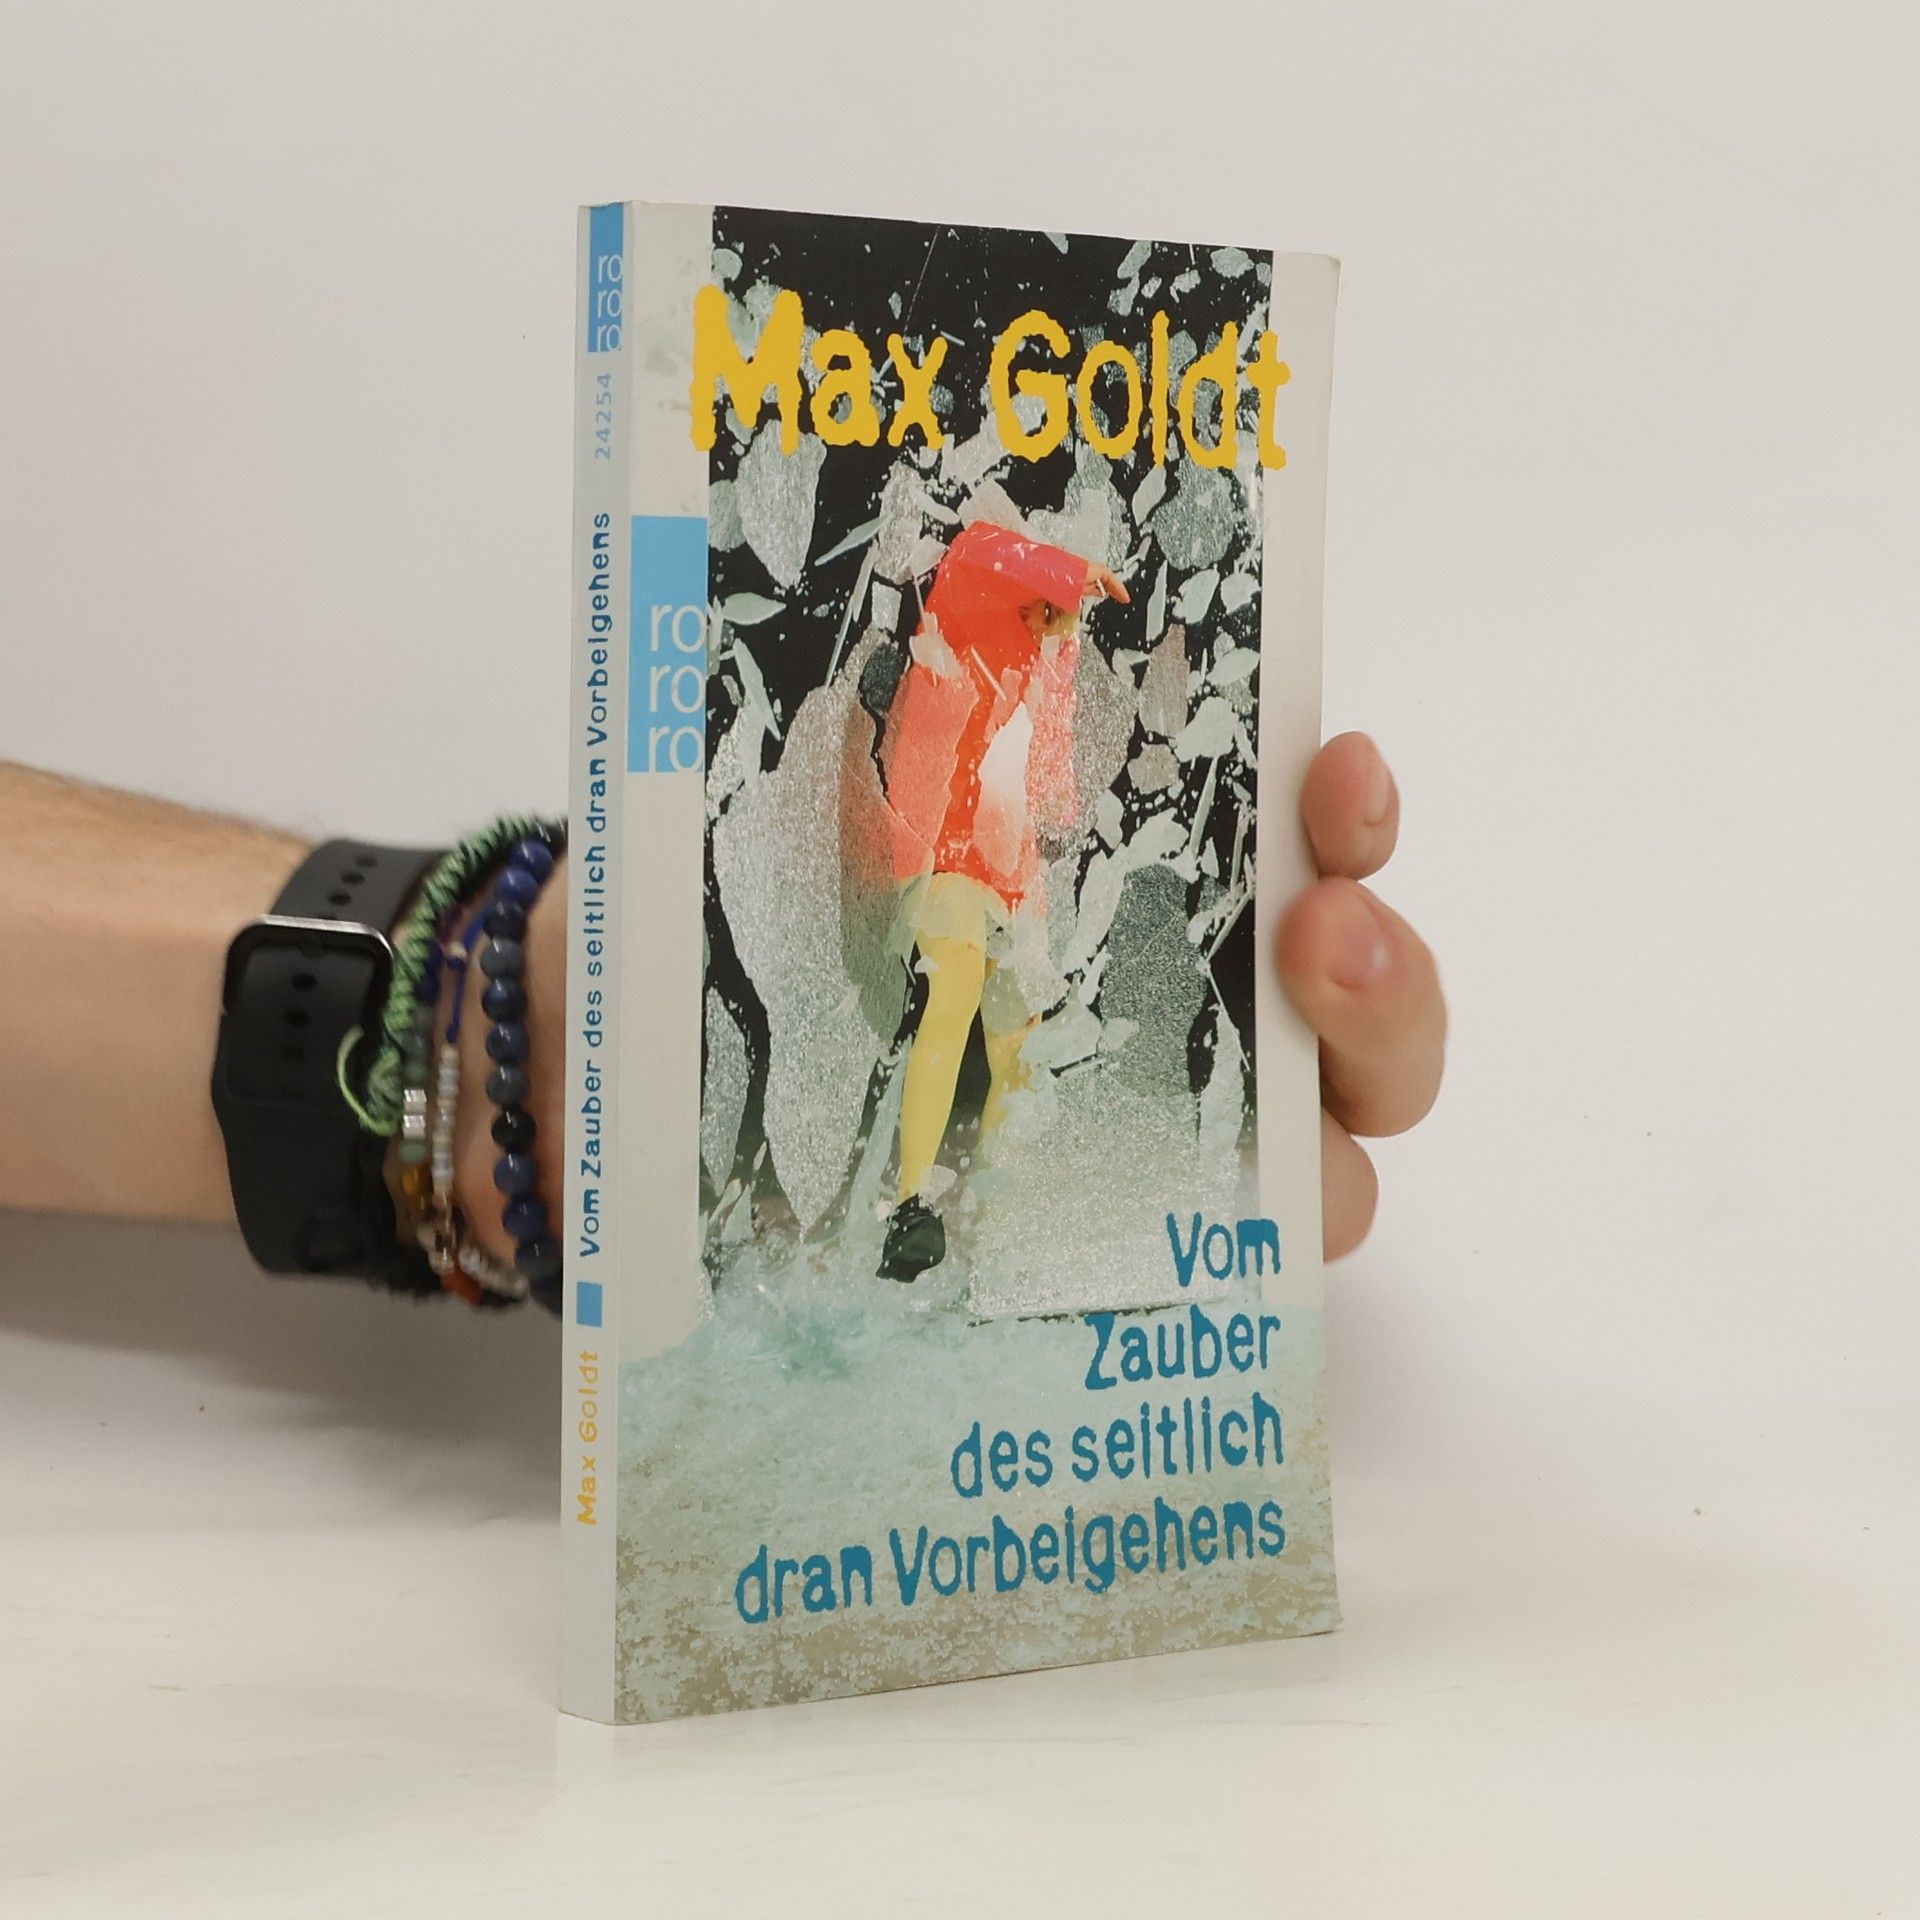 ro
ro
ro
24254
Vom Zauber des seitlich dran Vorbeigehens
Max Goldt
Max Goldt
ro
ro
ro
Vom
Zauber
des seitlich
dran Vorbeigehens